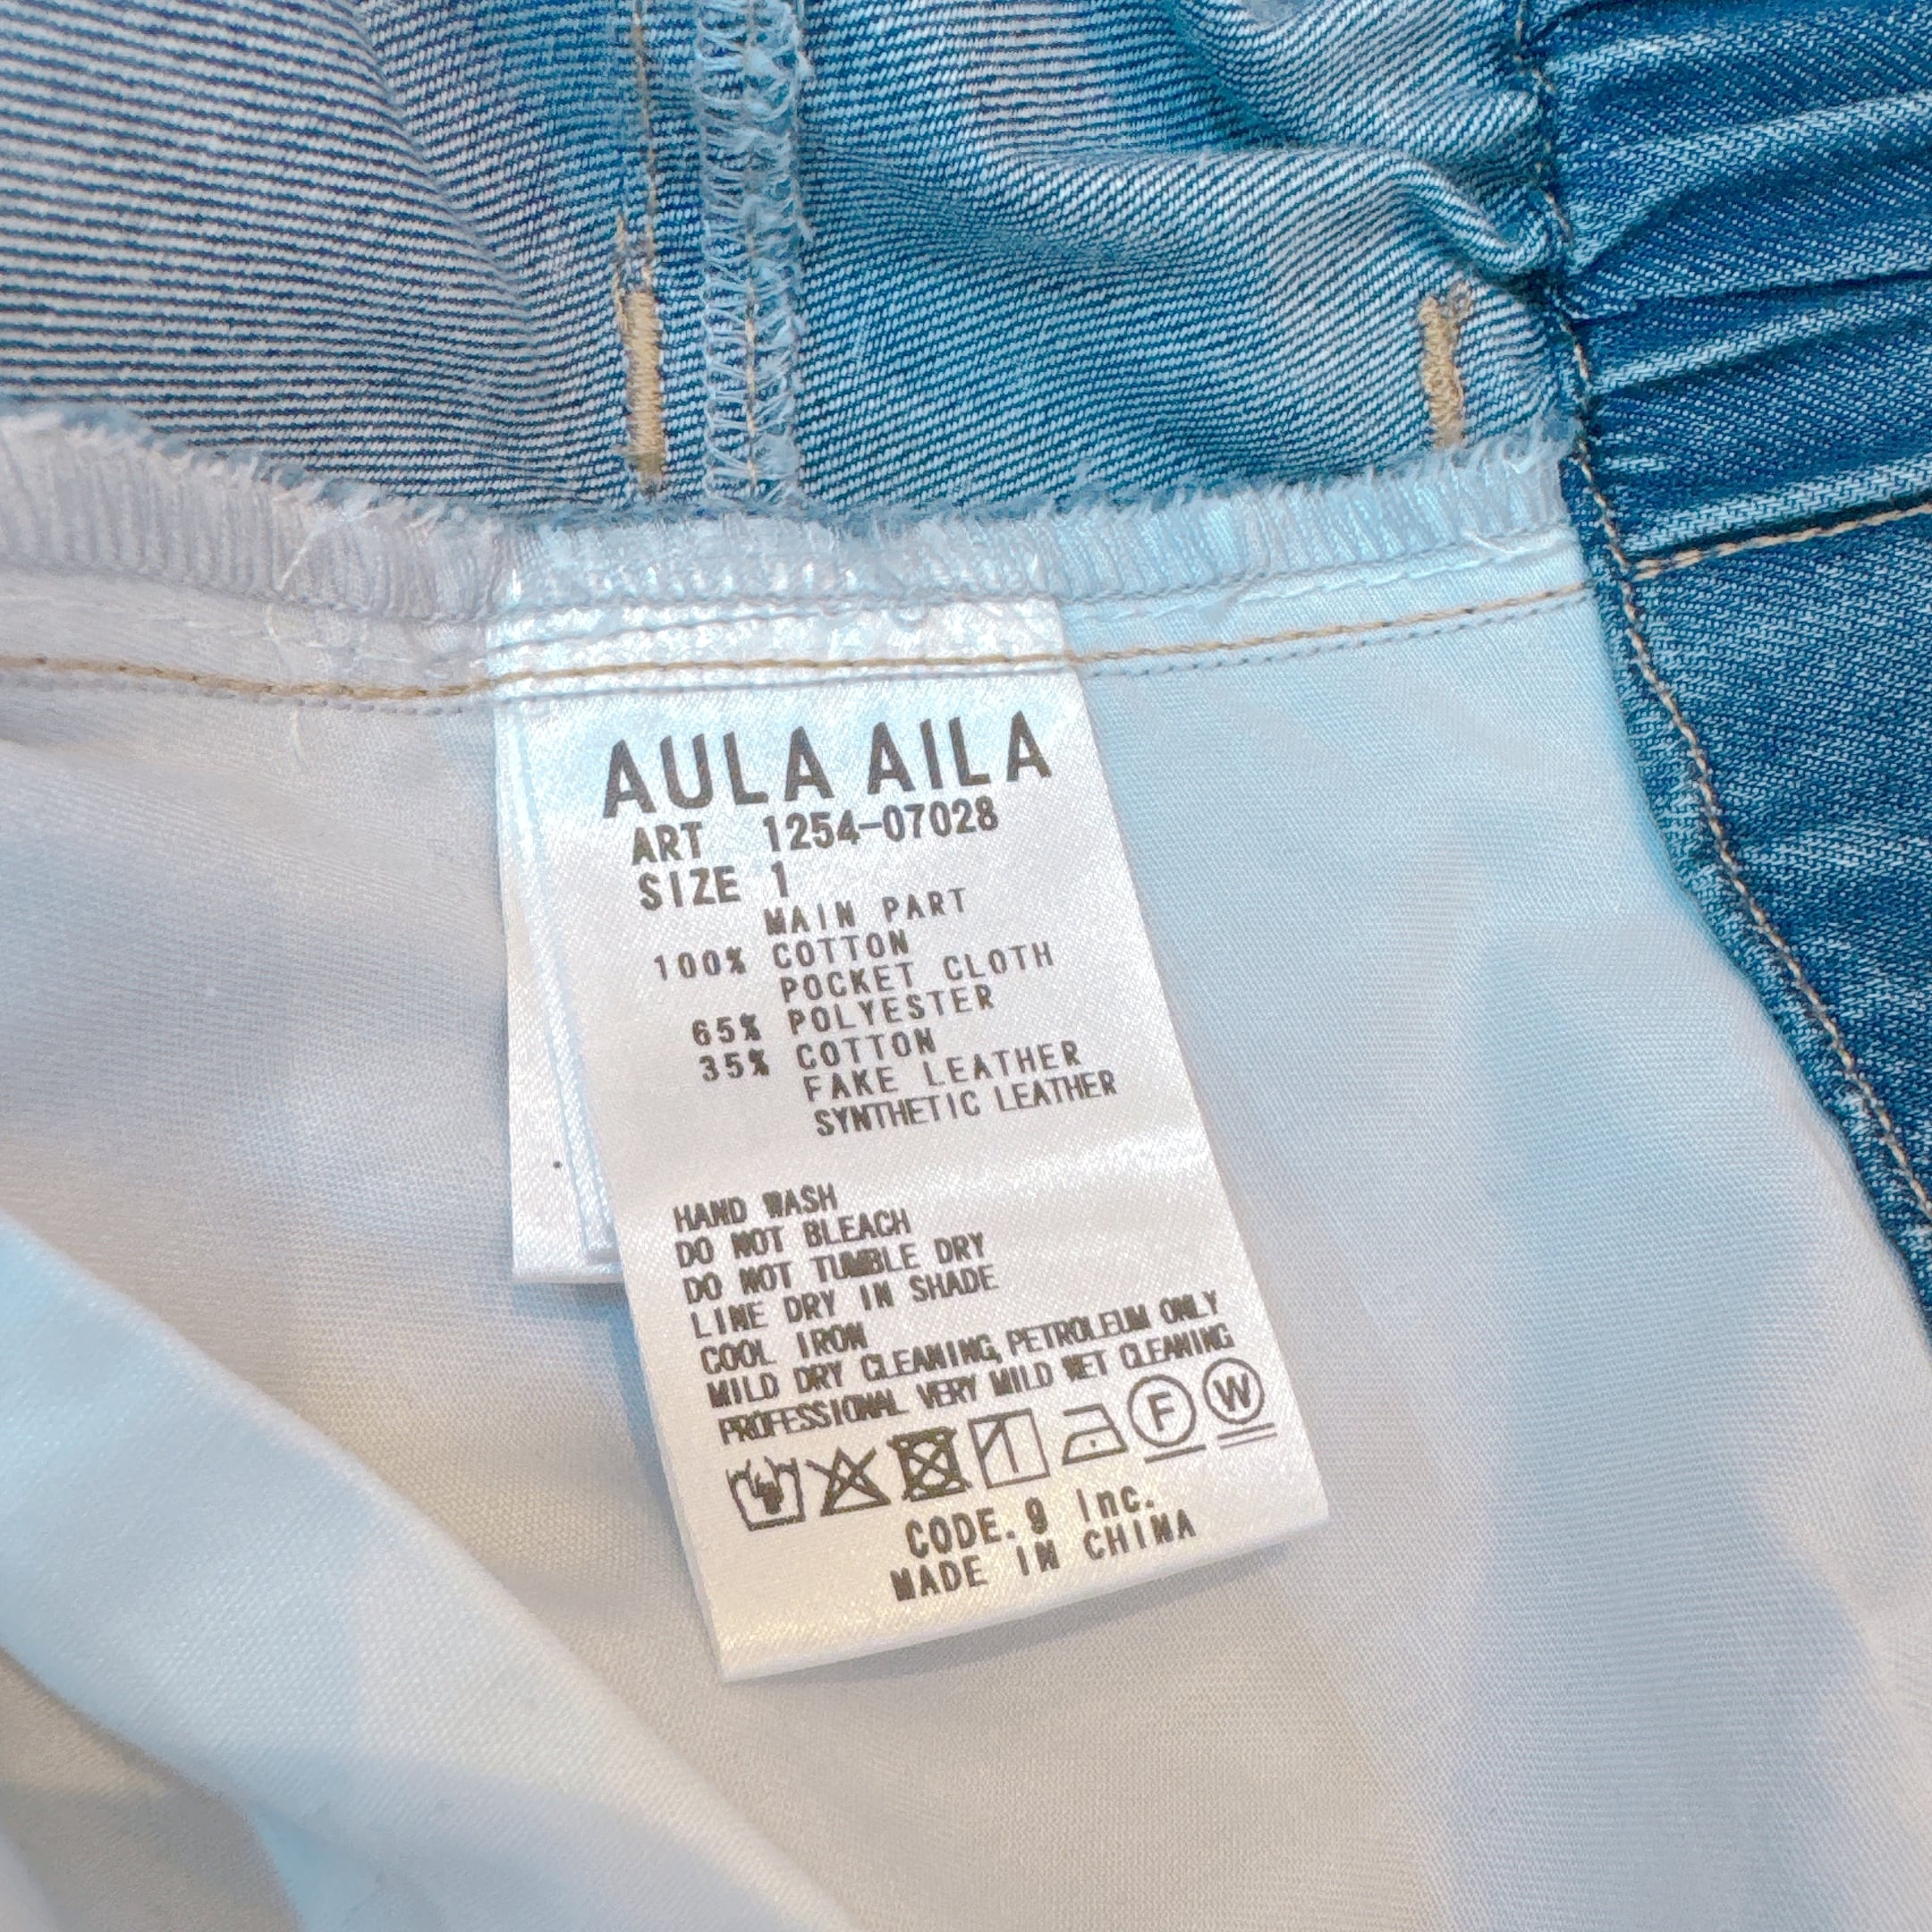 AULA AILA
ART 1254-07028
SIZE 1
MAIN PART
100% COTTON
POCKET CLOTH
65% POLYESTER
35% COTTON
FAKE LEATHER
SYNTHETIC LEATHER
HAND WASH
DO NOT BLEACH
DO NOT TUMBLE DRY
LINE DRY IN SHADE
COOL IRON
MILD DRY CLEANING, PETROLEUM ONLY
PROFESSIONAL VERY MILD WET CLEANING
F W
CODE.9 Inc.
MADE IN CHINA